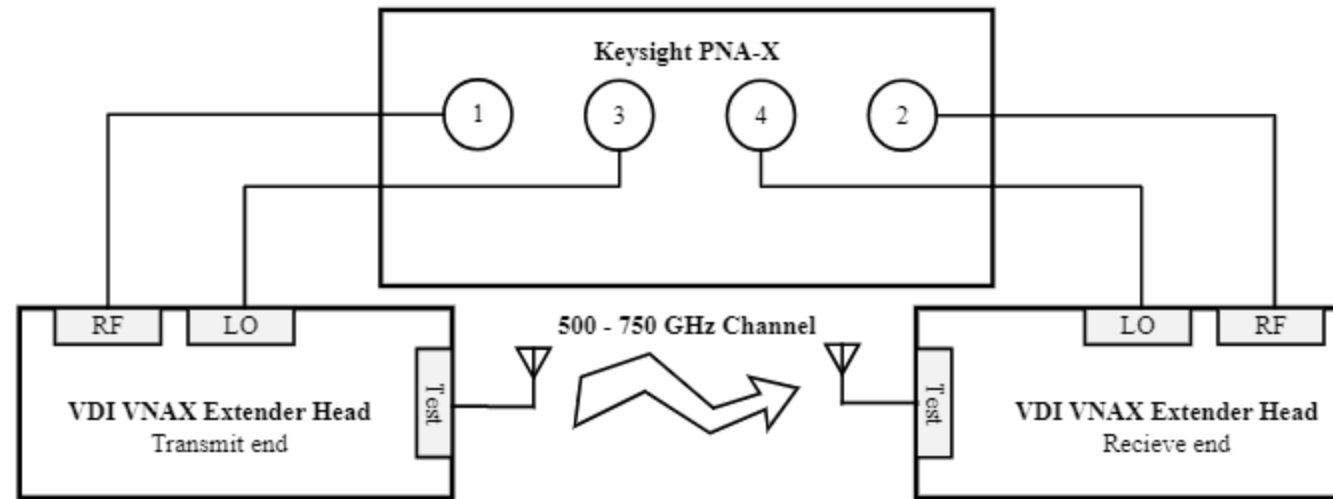 Keysight PNA-X
1 3 4 2
RF LO
500 - 750 GHz Channel
LO RF
Test
VDI VNAX Extender Head
Transmit end
Test
VDI VNAX Extender Head
Recieve end